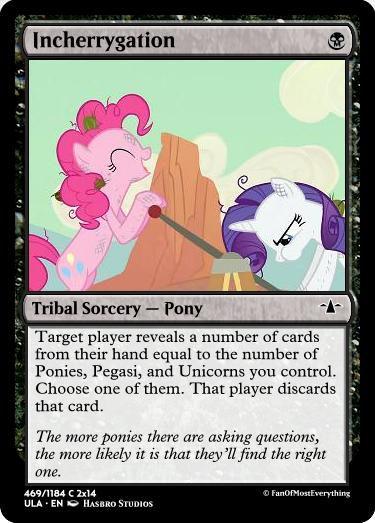 Incherrygation
Tribal Sorcery — Pony
Target player reveals a number of cards
from their hand equal to the number of
Ponies, Pegasi, and Unicorns you control.
Choose one of them. That player discards
that card.
The more ponies there are asking questions,
the more likely it is that they'll find the right
one.
469/1184 C 2x14
ULA • EN Hasbro Studios
© FanOfMostEverything